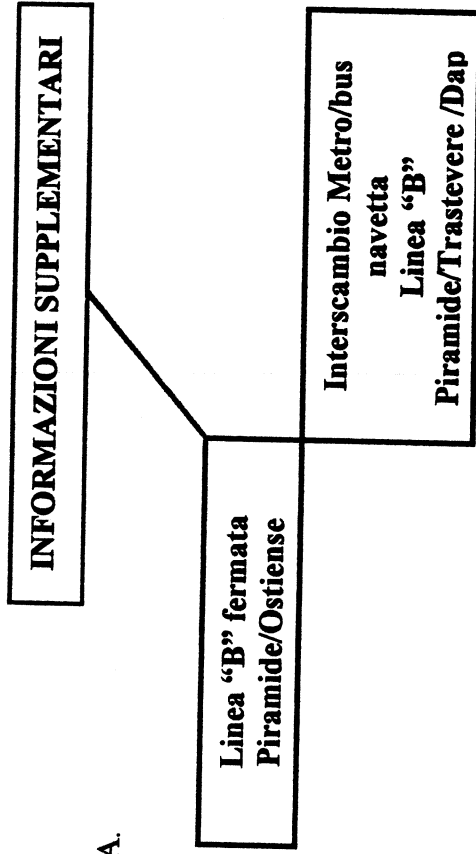 INFORMAZIONI SUPPLEMENTARI
A.
Linea “B” fermata
Piramide/Ostiense
Interscambio Metro/bus
navetta
Linea “B”
Piramide/Trastevere /Dap